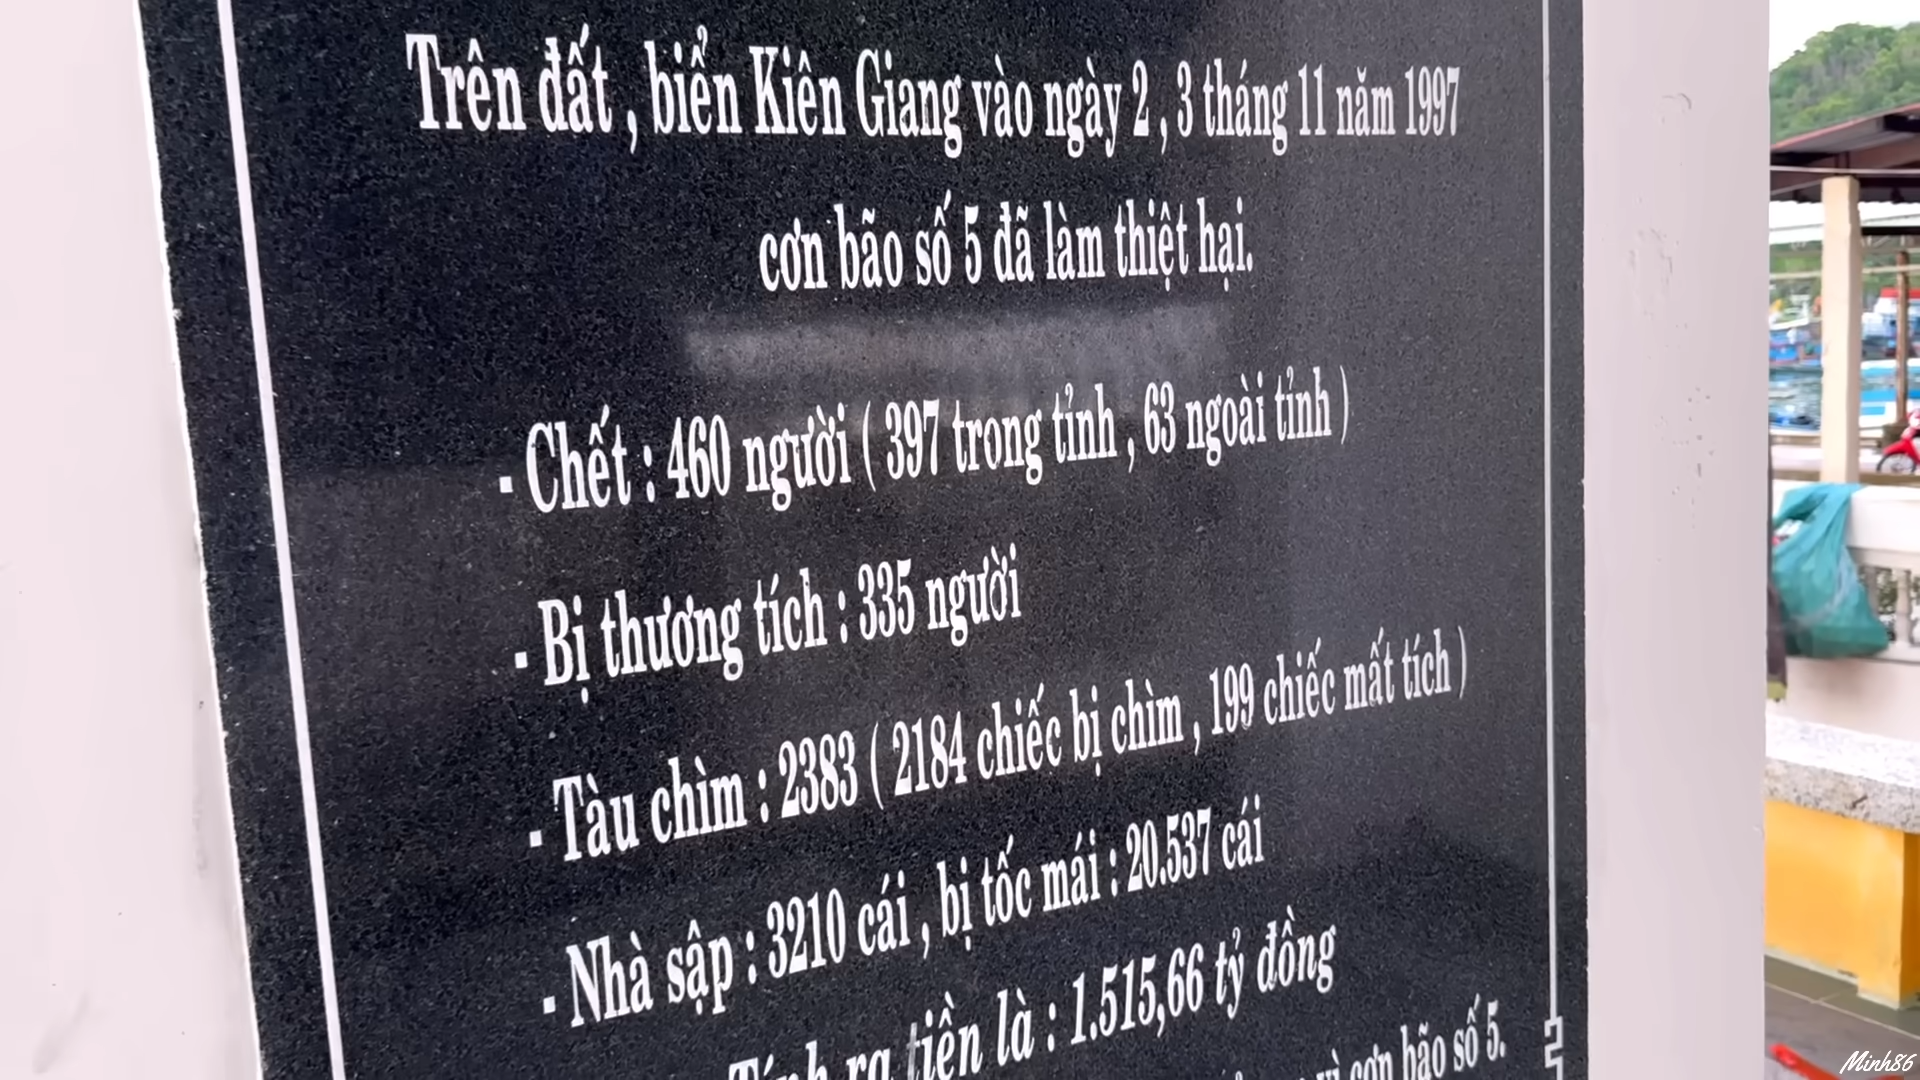 Trên đất , biển Kiên Giang vào ngày 2 , 3 tháng 11 năm 1997
cơn bão số 5 đã làm thiệt hại.
- Chết : 460 người ( 397 trong tỉnh , 63 ngoài tỉnh )
- Bị thương tích : 335 người
- Tàu chìm : 2383 ( 2184 chiếc bị chìm , 199 chiếc mất tích )
- Nhà sập : 3210 cái , bị tốc mái : 20.537 cái
Tính ra tiền là : 1.515,66 tỷ đồng
vì cơn bão số 5.
Minh86